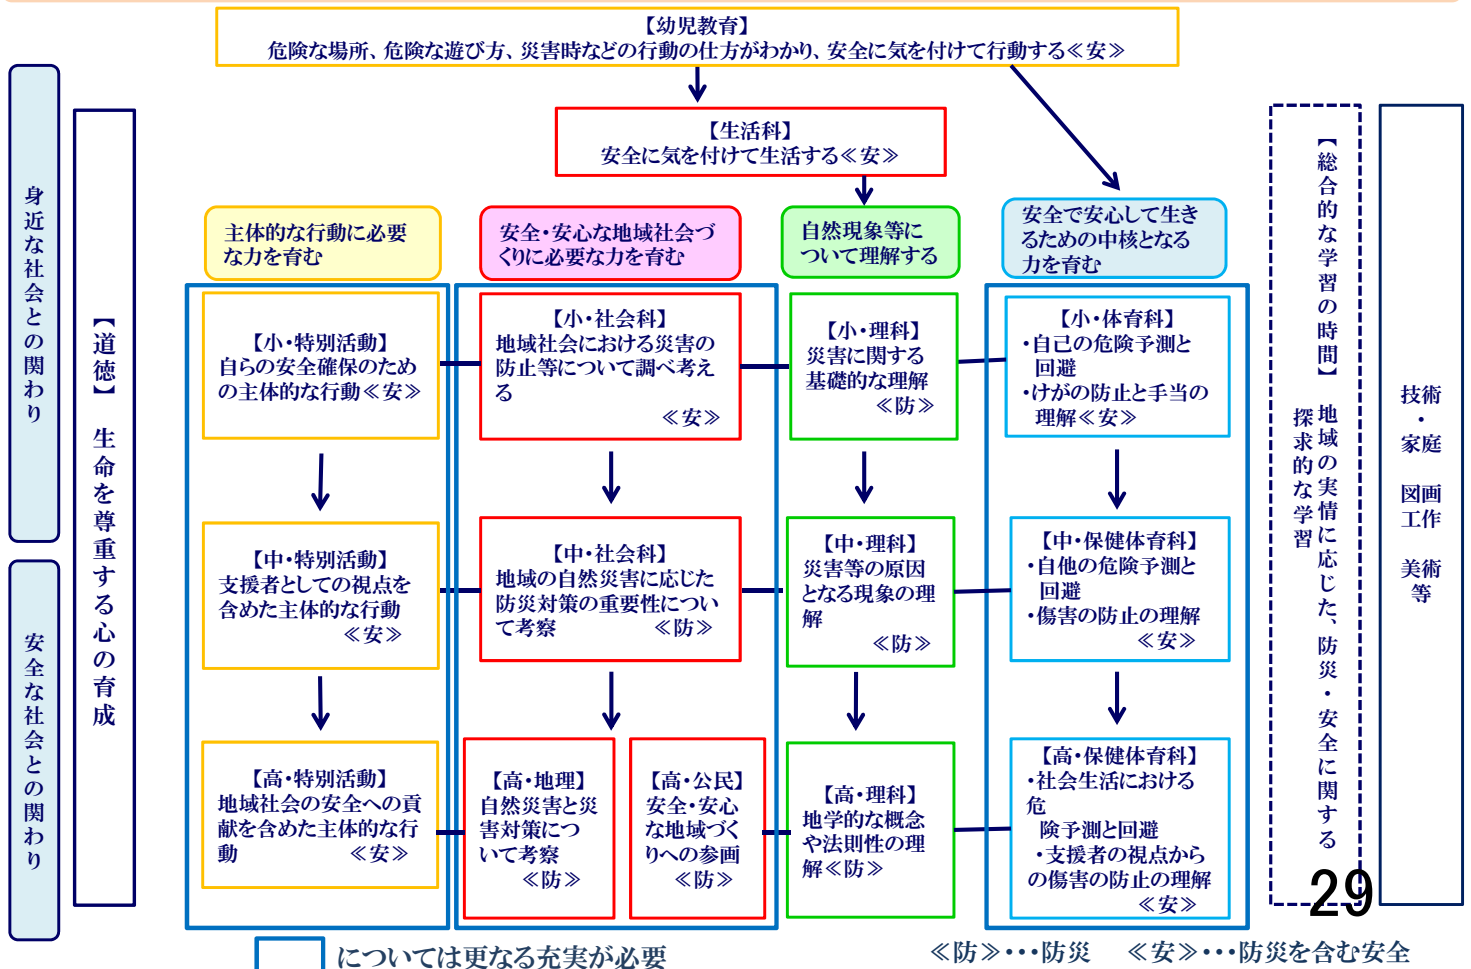 【幼児教育】
危険な場所、危険な遊び方、災害時などの行動の仕方がわかり、安全に気を付けて行動する≪安≫
【生活科】
安全に気を付けて生活する≪安≫
身近な社会との関わり
安全な社会との関わり
【道徳】　生命を尊重する心の育成
主体的な行動に必要
な力を育む
安全・安心な地域社会づ
くりに必要な力を育む
自然現象等に
ついて理解する
安全で安心して生き
るための中核となる
力を育む
【小・特別活動】
自らの安全確保のため
の主体的な行動≪安≫
【小・社会科】
地域社会における災害の
防止等について調べ考え
る
≪安≫
【小・理科】
災害に関する
基礎的な理解
≪防≫
【小・体育科】
・自己の危険予測と
回避
・けがの防止と手当の
理解≪安≫
【中・特別活動】
支援者としての視点を
含めた主体的な行動
≪安≫
【中・社会科】
地域の自然災害に応じた
防災対策の重要性につい
て考察　　≪防≫
【中・理科】
災害等の原因
となる現象の理
解
≪防≫
【中・保健体育科】
・自他の危険予測と
回避
・傷害の防止の理解
≪安≫
【高・特別活動】
地域社会の安全への貢
献を含めた主体的な行
動　　≪安≫
【高・地理】
自然災害と災
害対策につ
いて考察
≪防≫
【高・公民】
安全・安心
な地域づく
りへの参画
≪防≫
【高・理科】
地学的な概念
や法則性の理
解≪防≫
【高・保健体育科】
・社会生活における
危
険予測と回避
・支援者の視点から
の傷害の防止の理解
≪安≫
【総合的な学習の時間】　地域の実情に応じた、防災・安全に関する
探求的な学習
技術
・
家庭
図画
工作
美術
等
29
については更なる充実が必要
≪防≫・・・防災　≪安≫・・・防災を含む安全